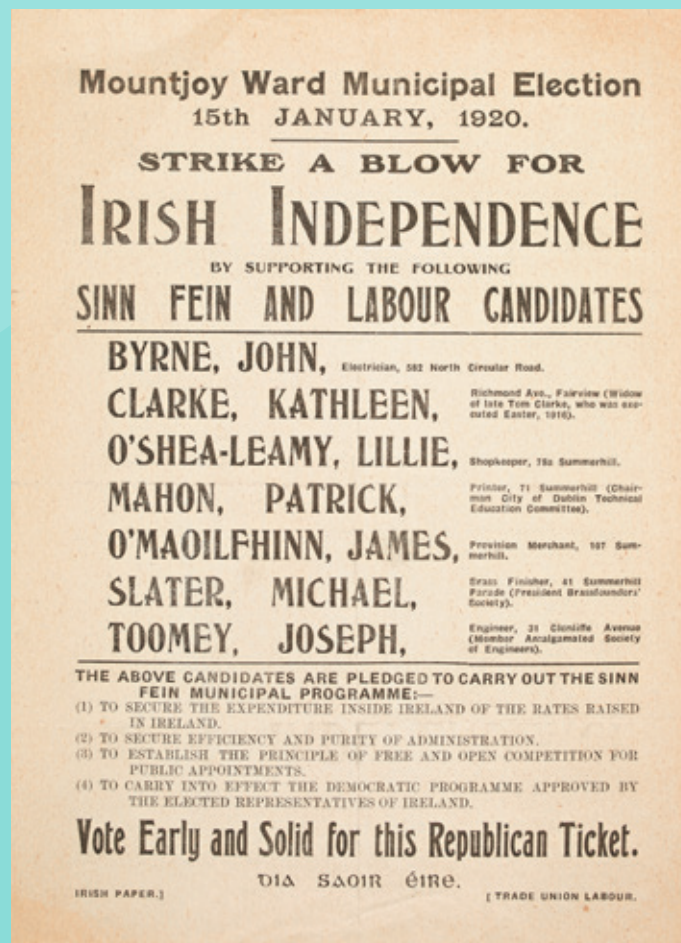 Mountjoy Ward Municipal Election
15th JANUARY, 1920.
STRIKE A BLOW FOR
IRISH INDEPENDENCE
BY SUPPORTING THE FOLLOWING
SINN FEIN AND LABOUR CANDIDATES
BYRNE, JOHN, Electrician, 582 North Circular Road.
CLARKE, KATHLEEN, Richmond Ave., Fairview (Widow
of late Tom Clarke, who was exe-
cuted Easter, 1916).
O'SHEA-LEAMY, LILLIE, Shopkeeper, Summerhill.
MAHON, PATRICK, Printer, 71 Summerhill (Chair-
man City of Dublin Technical
Education Committee).
O'MAOILFHINN, JAMES, Provision Merchant, 107 Sum-
merhill.
SLATER, MICHAEL, Brass Finisher, 41 Summerhill
Parade (President Brassfounders'
Society).
TOOMEY, JOSEPH, Engineer, 31 Clonliffe Avenue
(Member Amalgamated Society
of Engineers).
THE ABOVE CANDIDATES ARE PLEDGED TO CARRY OUT THE SINN
FEIN MUNICIPAL PROGRAMME:—
(1) TO SECURE THE EXPENDITURE INSIDE IRELAND OF THE RATES RAISED
IN IRELAND.
(2) TO SECURE EFFICIENCY AND PURITY OF ADMINISTRATION.
(3) TO ESTABLISH THE PRINCIPLE OF FREE AND OPEN COMPETITION FOR
PUBLIC APPOINTMENTS.
(4) TO CARRY INTO EFFECT THE DEMOCRATIC PROGRAMME APPROVED BY
THE ELECTED REPRESENTATIVES OF IRELAND.
Vote Early and Solid for this Republican Ticket.
DIA SAOIR ÉIRE.
IRISH PAPER.]
[TRADE UNION LABOUR.